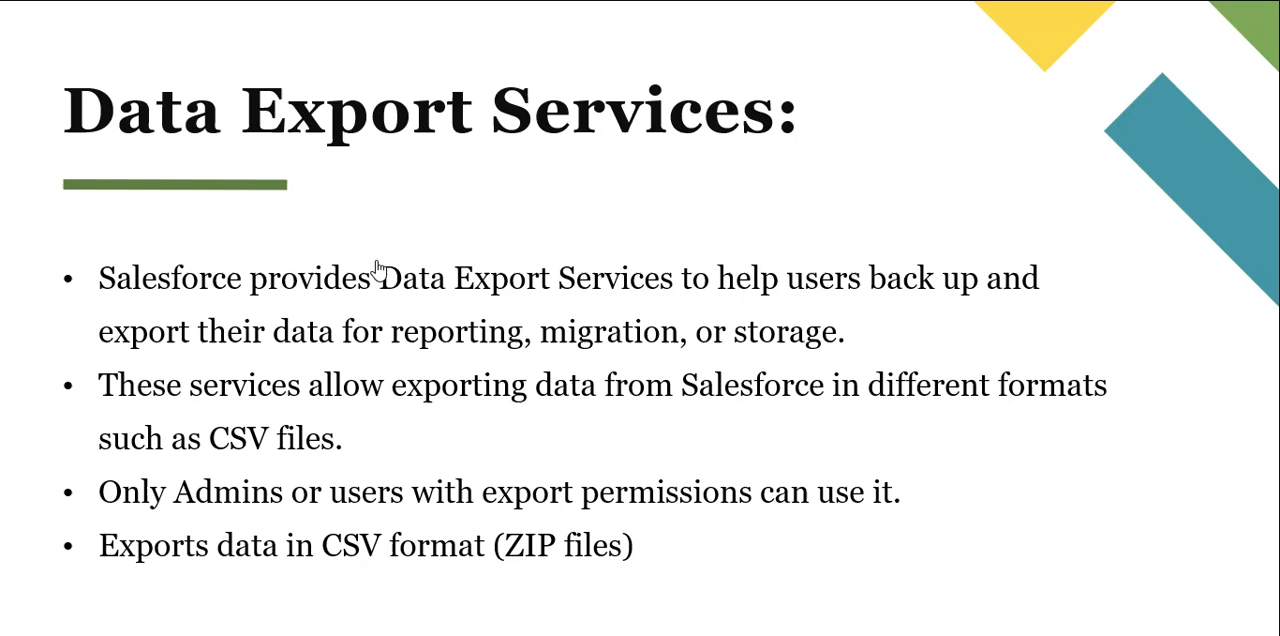 Data Export Services:
• Salesforce provides Data Export Services to help users back up and
export their data for reporting, migration, or storage.
• These services allow exporting data from Salesforce in different formats
such as CSV files.
• Only Admins or users with export permissions can use it.
• Exports data in CSV format (ZIP files)